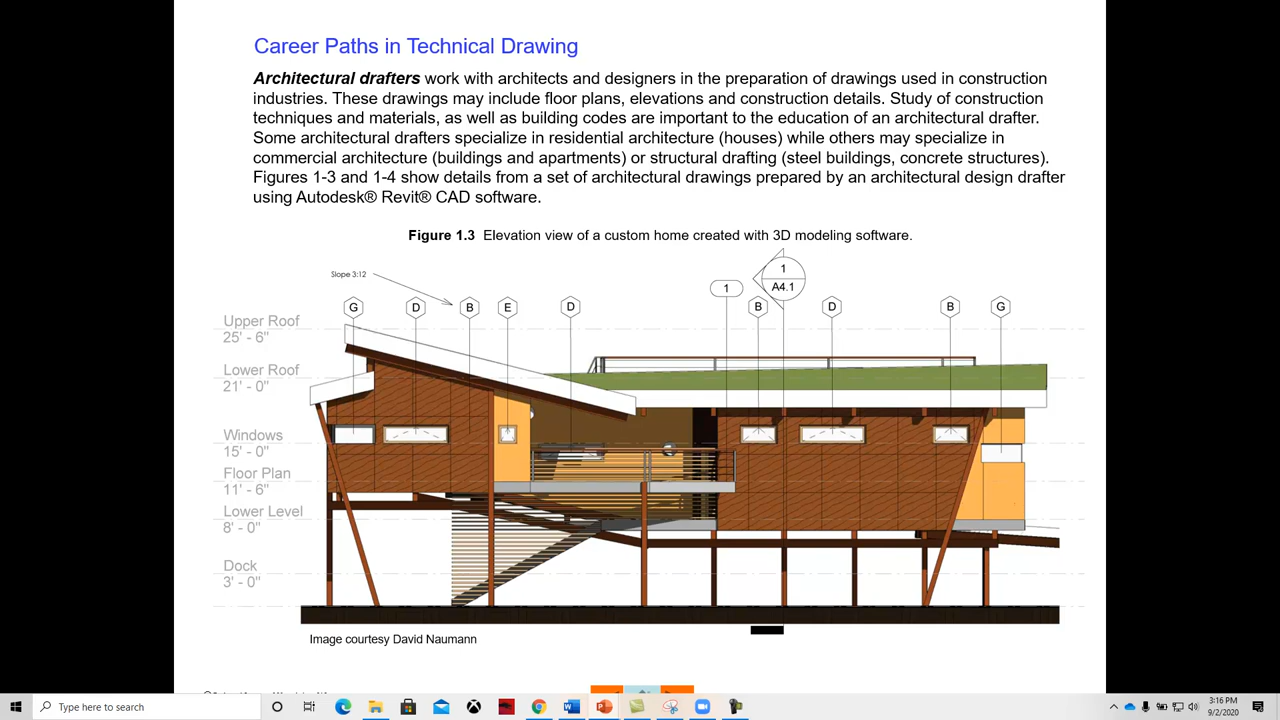 Career Paths in Technical Drawing
Architectural drafters work with architects and designers in the preparation of drawings used in construction
industries. These drawings may include floor plans, elevations and construction details. Study of construction
techniques and materials, as well as building codes are important to the education of an architectural drafter.
Some architectural drafters specialize in residential architecture (houses) while others may specialize in
commercial architecture (buildings and apartments) or structural drafting (steel buildings, concrete structures).
Figures 1-3 and 1-4 show details from a set of architectural drawings prepared by an architectural design drafter
using Autodesk® Revit® CAD software.
Figure 1.3 Elevation view of a custom home created with 3D modeling software.
Slope 3:12
1
A4.1
1
G D B E D B D B G
Upper Roof
25' - 6"
Lower Roof
21' - 0"
Windows
15' - 0"
Floor Plan
11' - 6"
Lower Level
8' - 0"
Dock
3' - 0"
Image courtesy David Naumann
Type here to search
3:16 PM
9/2/2020